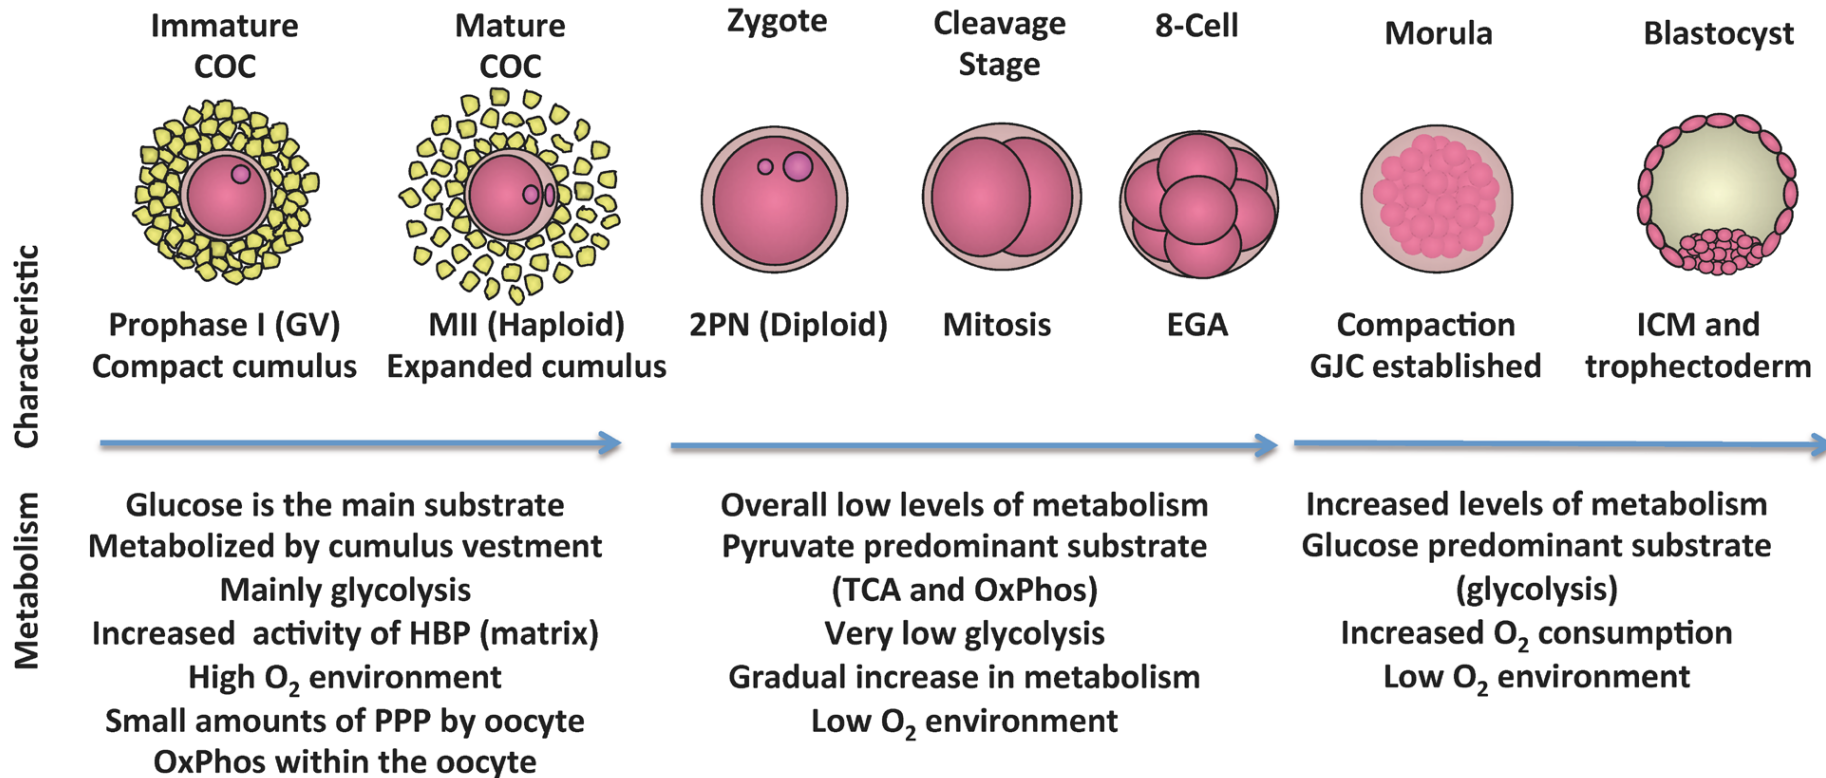 Immature
COC
Mature
COC
Zygote
Cleavage
Stage
8-Cell
Morula
Blastocyst
Characteristic
Prophase I (GV)
Compact cumulus
MII (Haploid)
Expanded cumulus
2PN (Diploid)
Mitosis
EGA
Compaction
GJC established
ICM and
trophectoderm
Metabolism
Glucose is the main substrate
Metabolized by cumulus vestment
Mainly glycolysis
Increased activity of HBP (matrix)
High O₂ environment
Small amounts of PPP by oocyte
OxPhos within the oocyte
Overall low levels of metabolism
Pyruvate predominant substrate
(TCA and OxPhos)
Very low glycolysis
Gradual increase in metabolism
Low O₂ environment
Increased levels of metabolism
Glucose predominant substrate
(glycolysis)
Increased O₂ consumption
Low O₂ environment